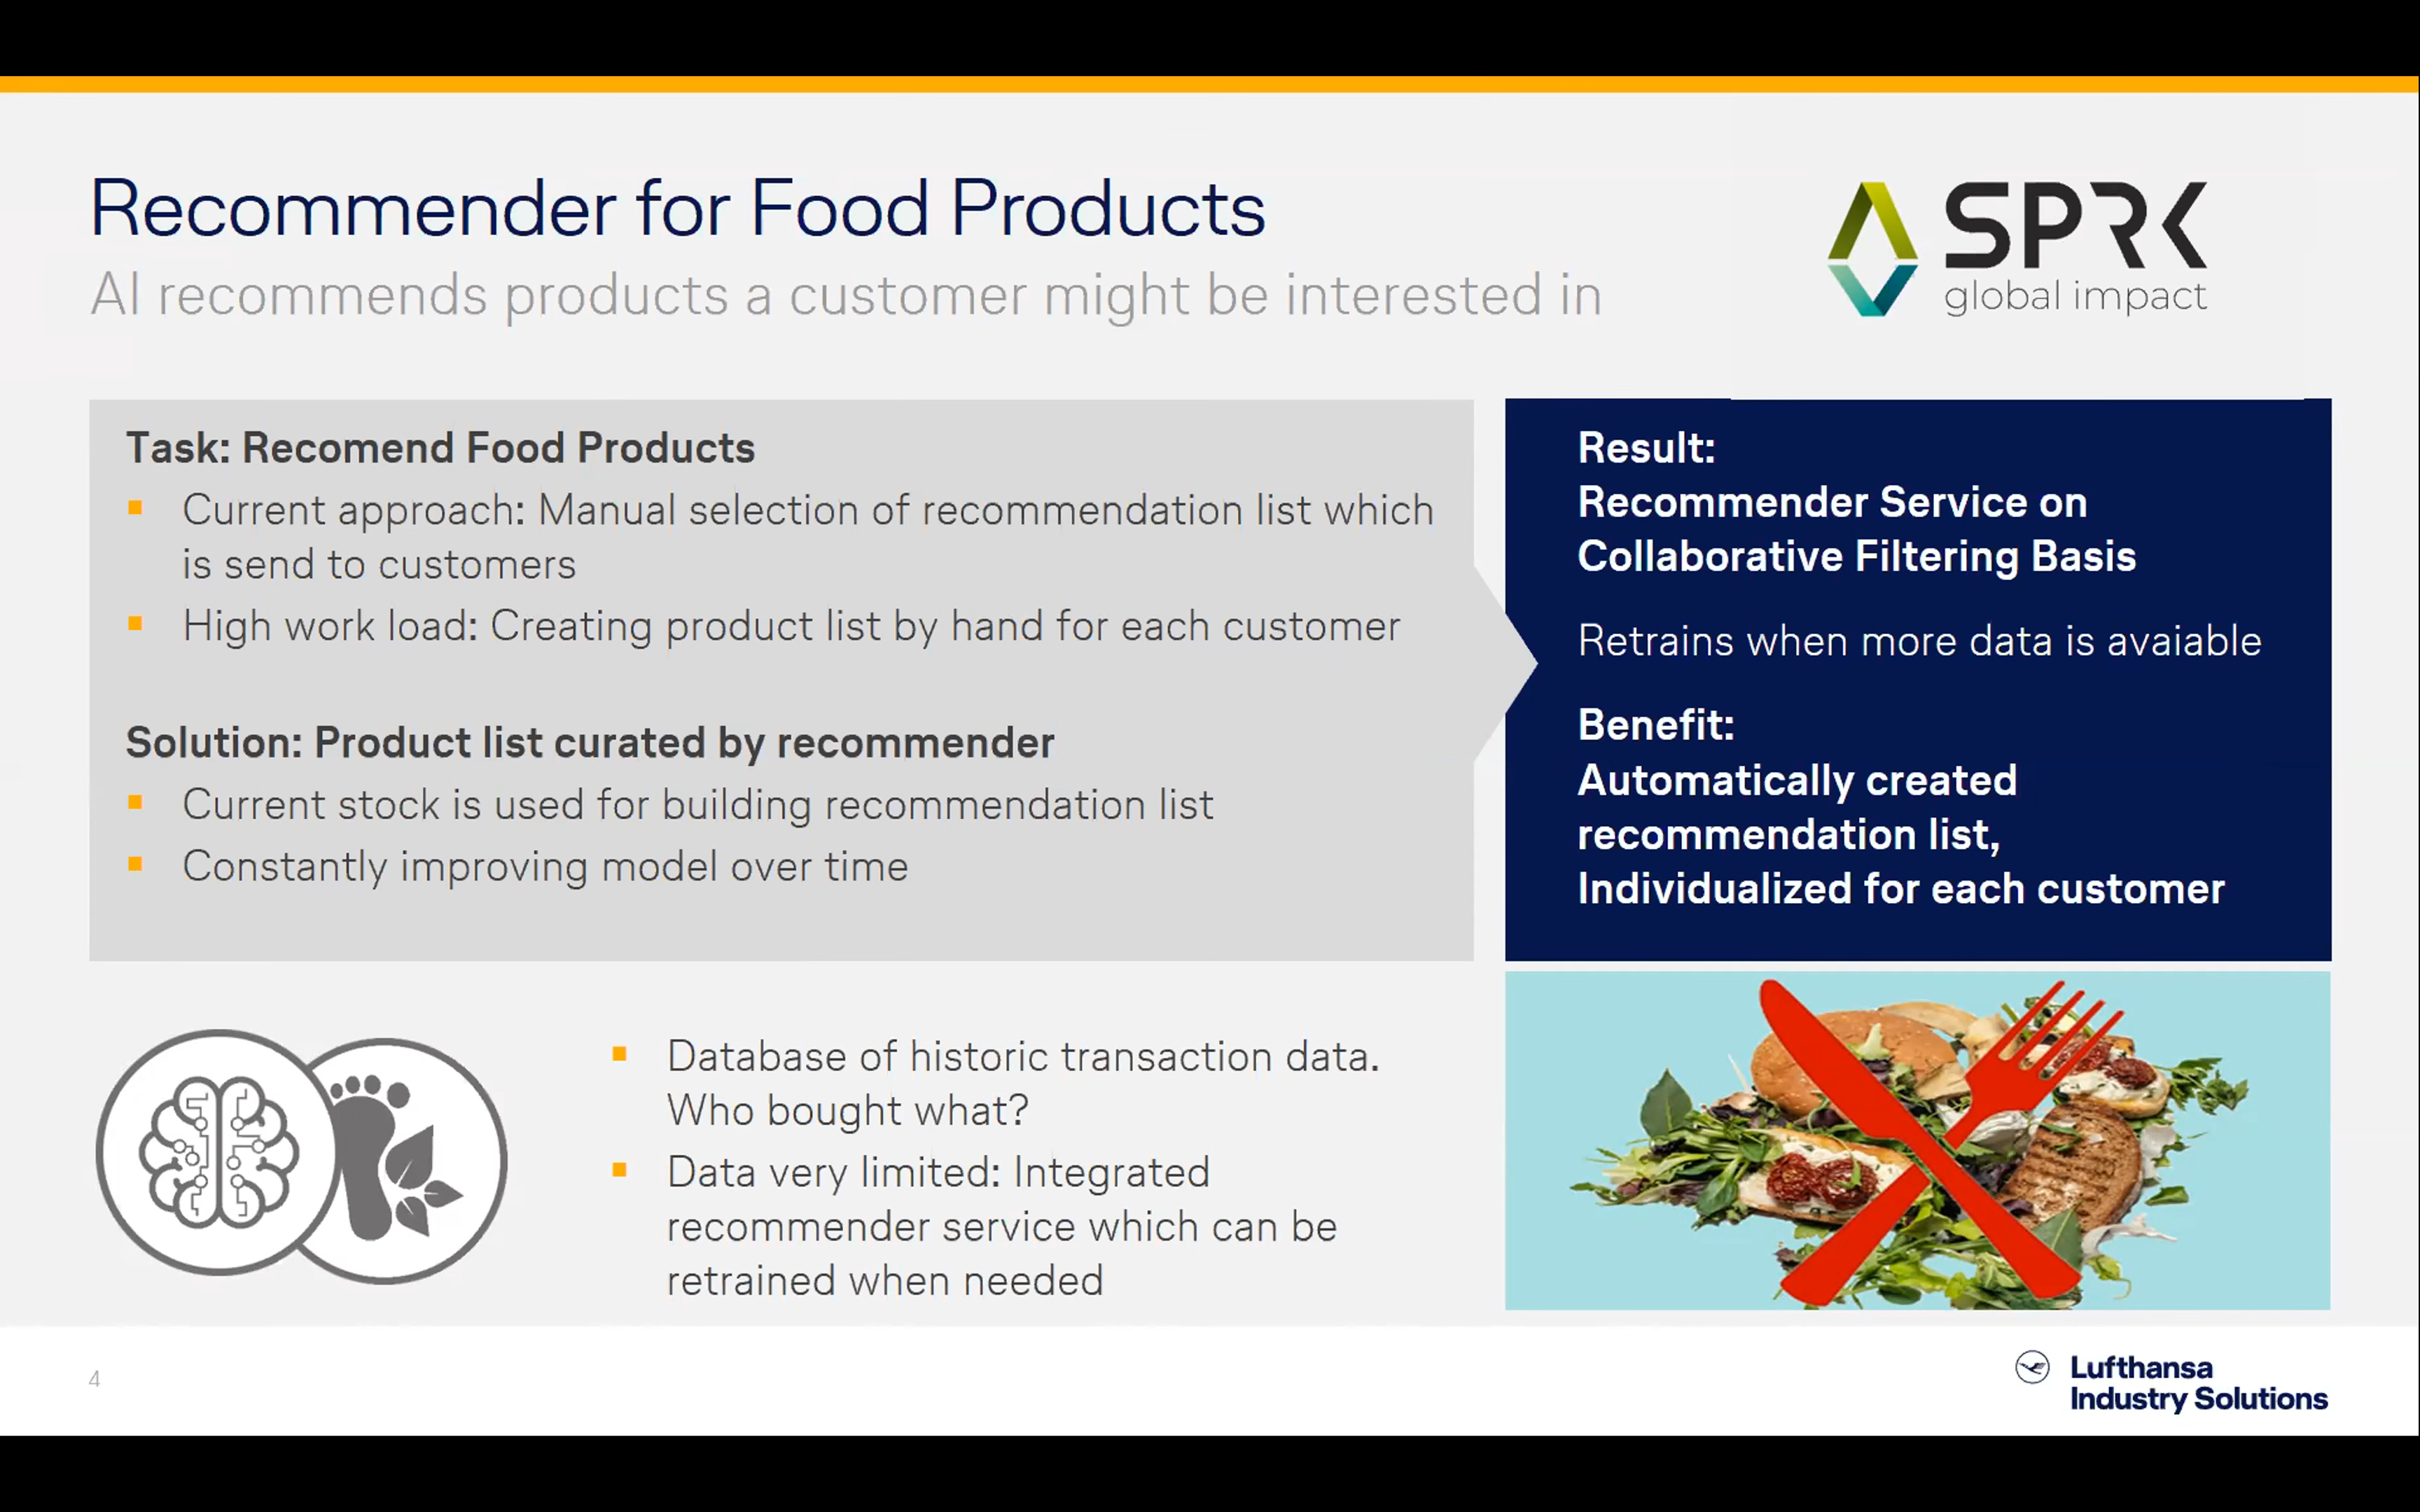 Recommender for Food Products
AI recommends products a customer might be interested in
SPRK
global impact
Task: Recomend Food Products
Current approach: Manual selection of recommendation list which
is send to customers
High work load: Creating product list by hand for each customer
Solution: Product list curated by recommender
Current stock is used for building recommendation list
Constantly improving model over time
Result:
Recommender Service on
Collaborative Filtering Basis
Retrains when more data is avaiable
Benefit:
Automatically created
recommendation list,
Individualized for each customer
Database of historic transaction data.
Who bought what?
Data very limited: Integrated
recommender service which can be
retrained when needed
4
Lufthansa
Industry Solutions